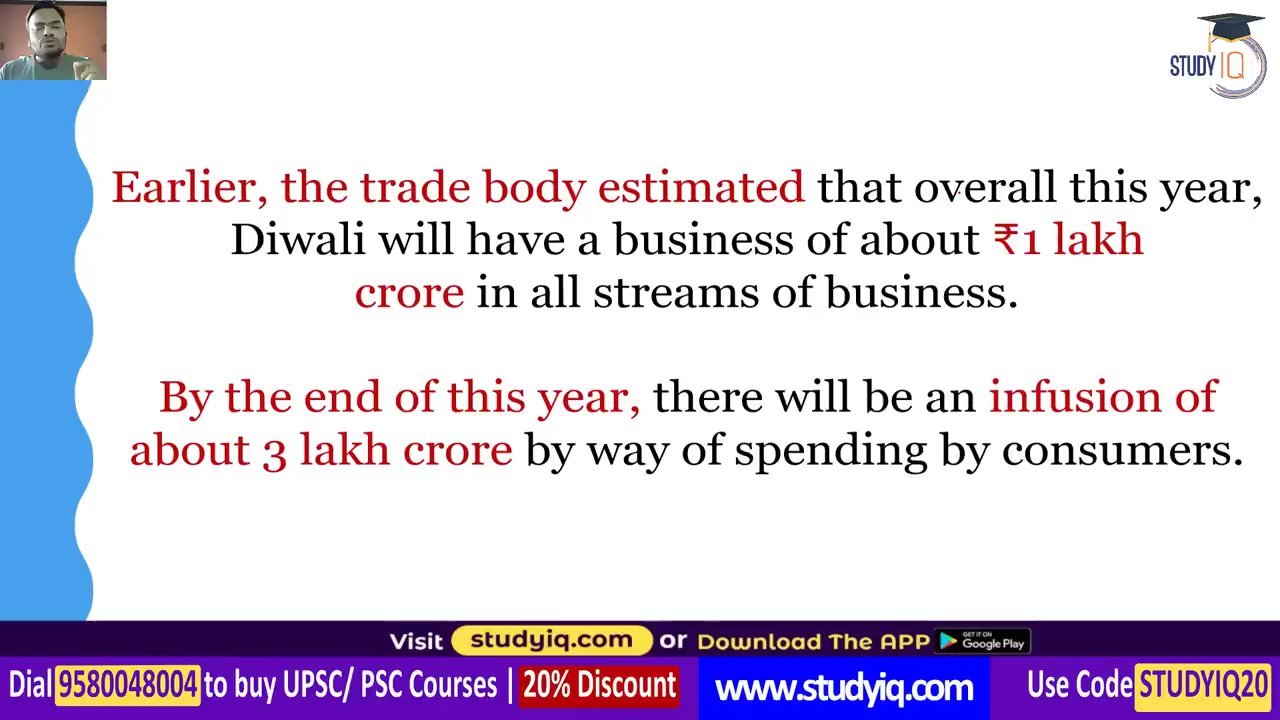 STUDY IQ
Earlier, the trade body estimated that overall this year,
Diwali will have a business of about ₹1 lakh
crore in all streams of business.
By the end of this year, there will be an infusion of
about 3 lakh crore by way of spending by consumers.
Visit studyiq.com or Download The APP GET IT ON Google Play
Dial 9580048004 to buy UPSC/ PSC Courses | 20% Discount www.studyiq.com Use Code STUDYIQ20